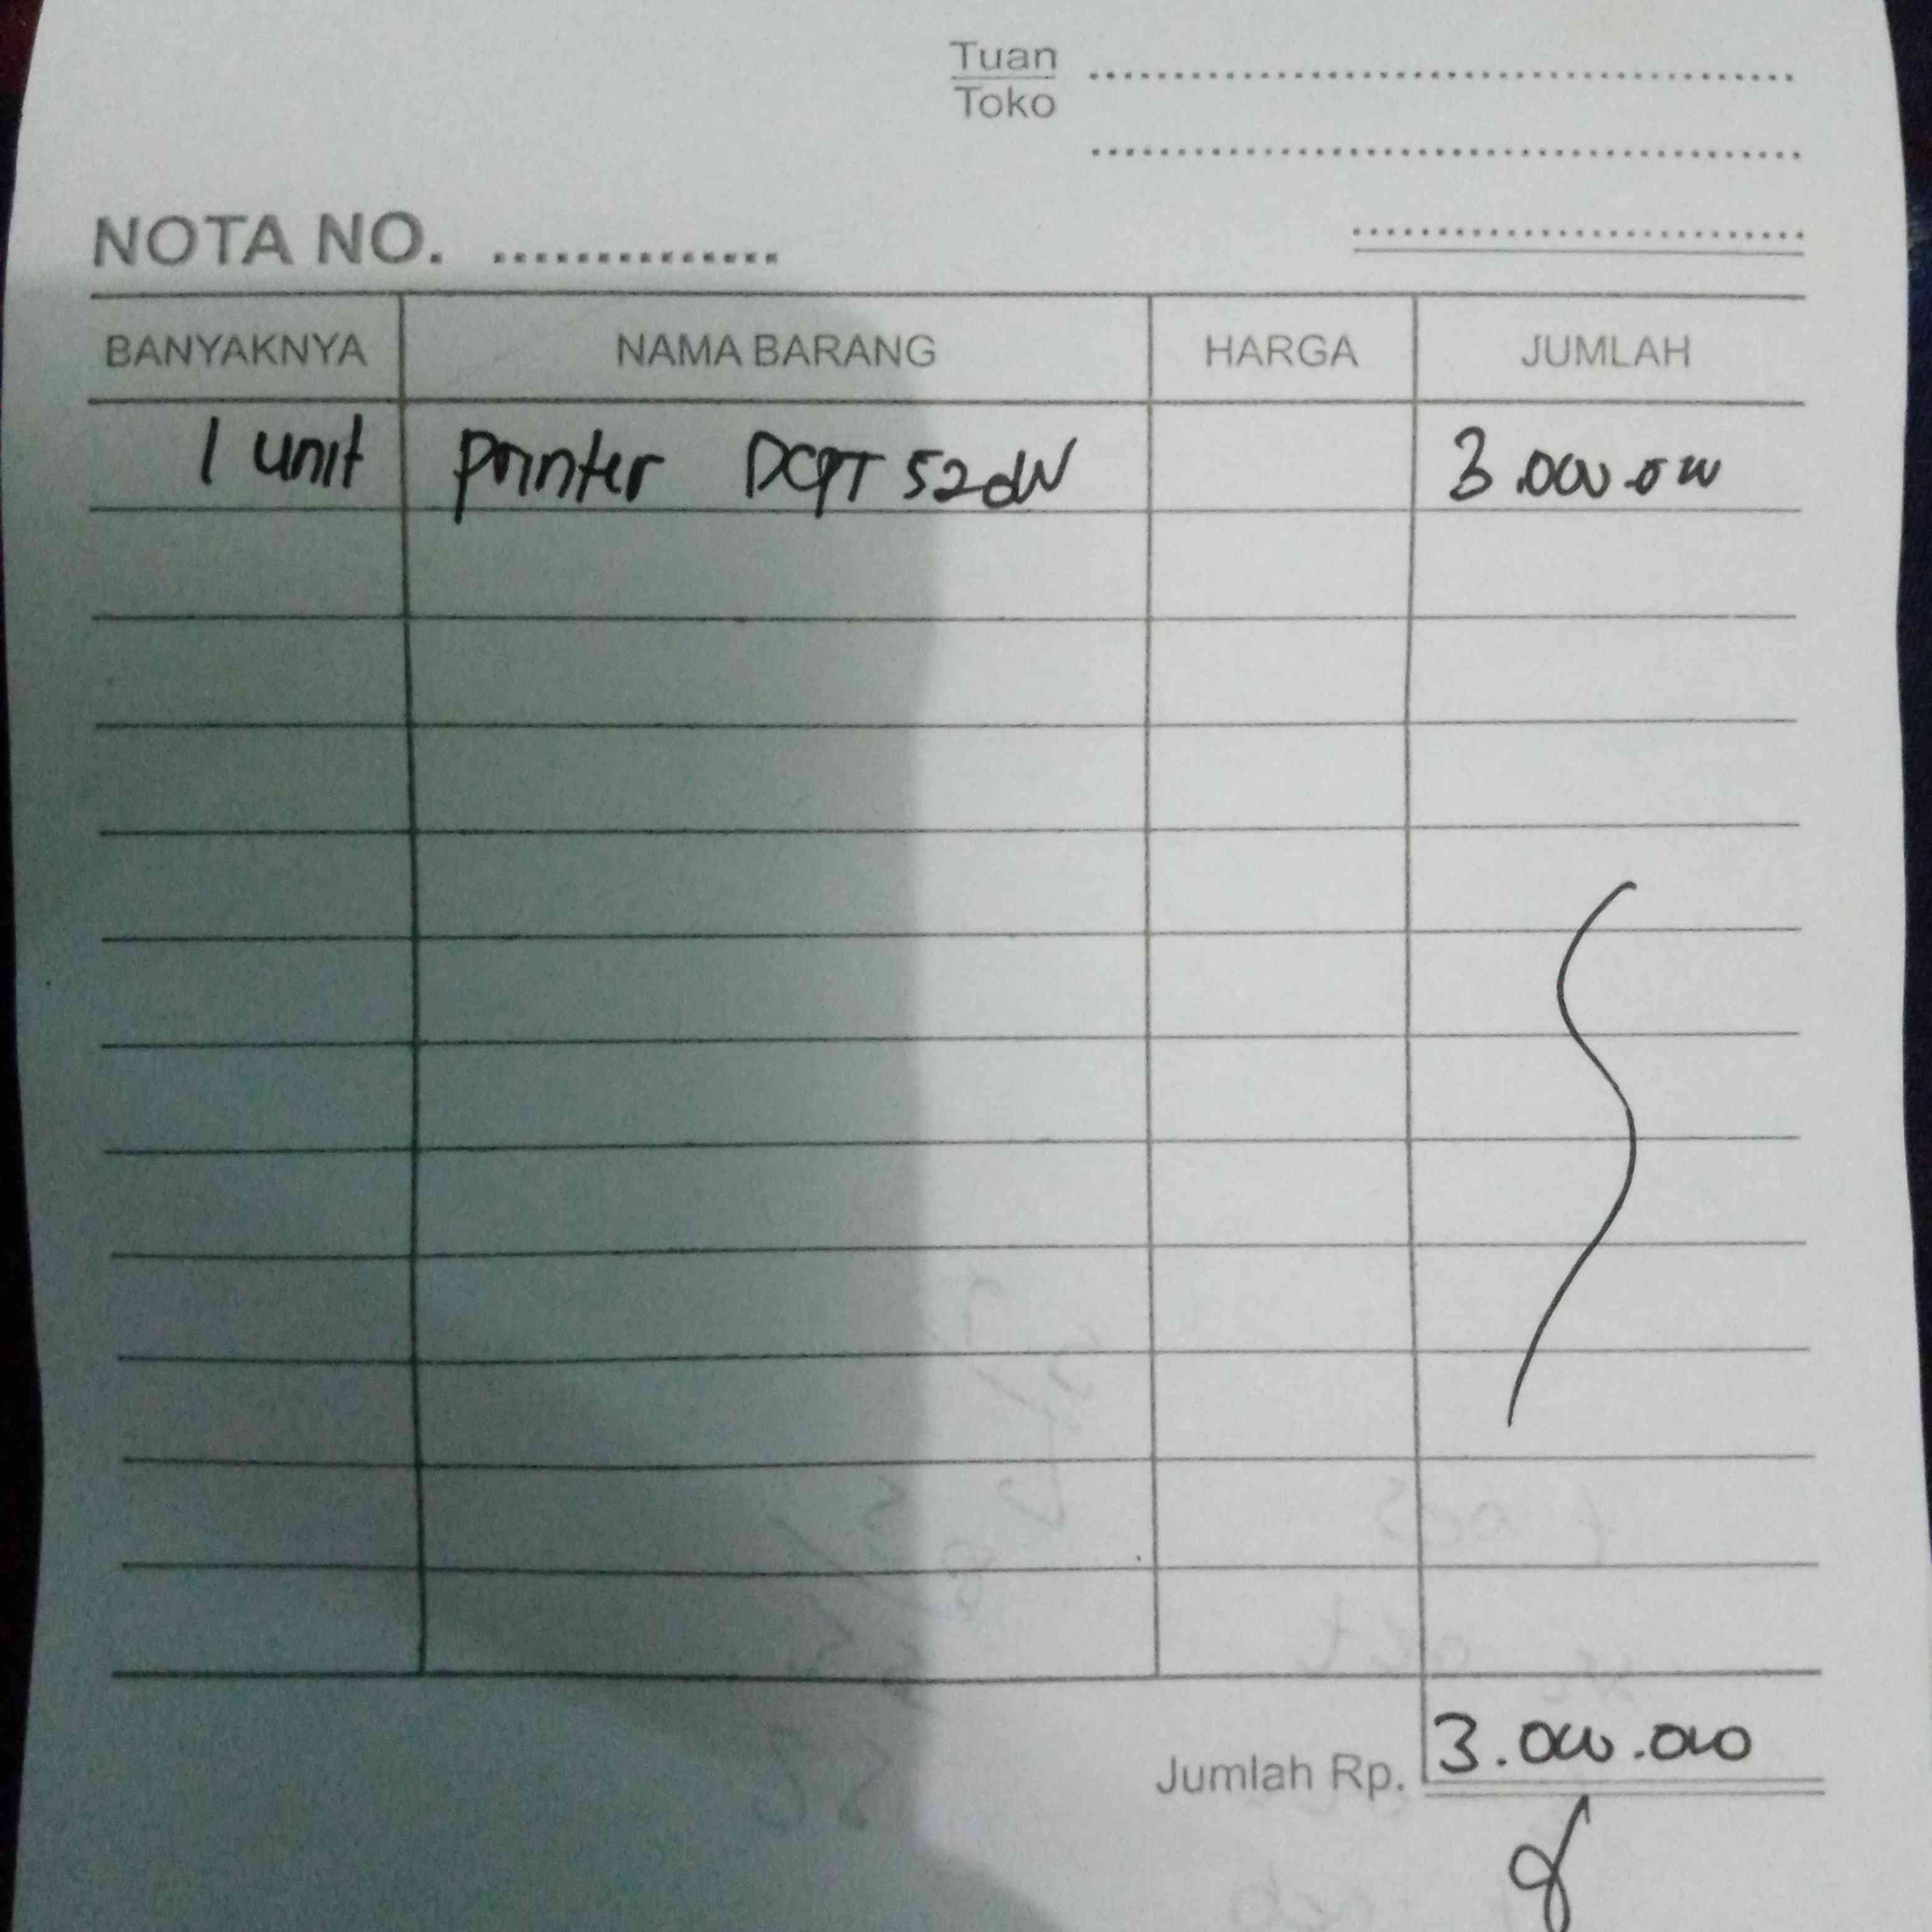 Tuan
Toko
NOTA NO.
BANYAKNYA NAMA BARANG HARGA JUMLAH
1 unit printer DCPT 520W 3.000.000
Jumlah Rp. 3.000.000